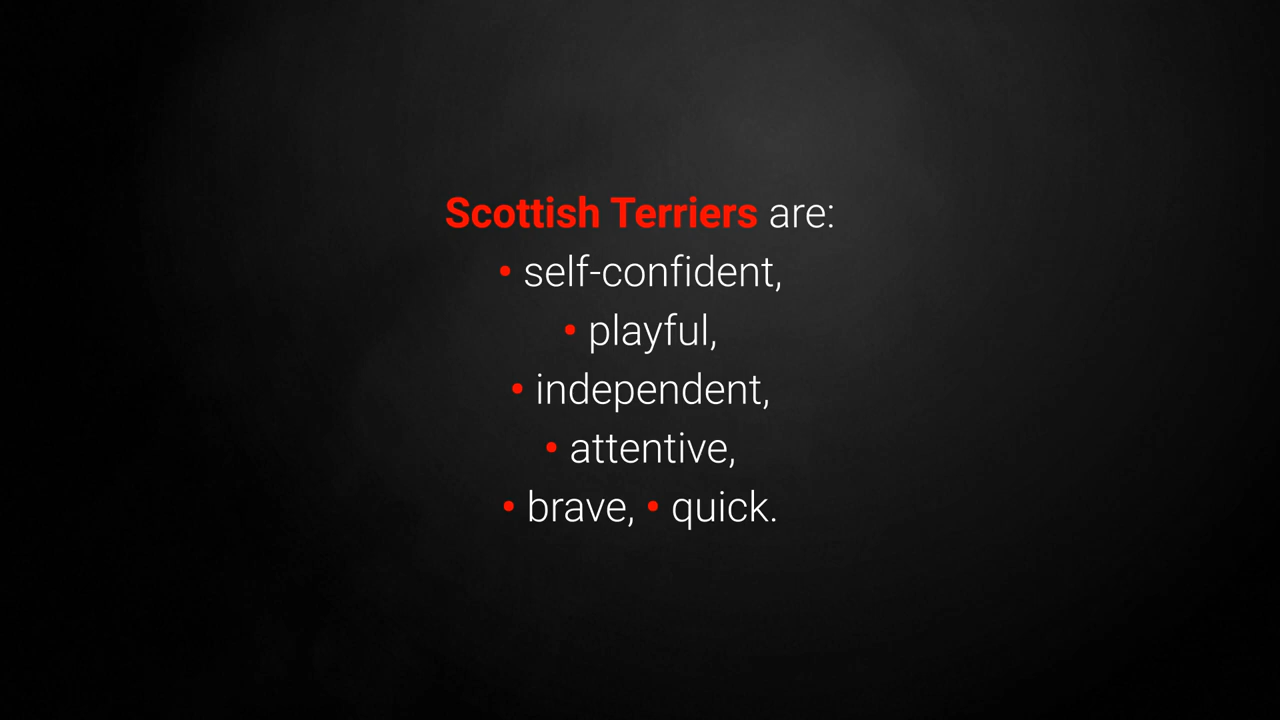 Scottish Terriers are:
• self-confident,
• playful,
• independent,
• attentive,
• brave, • quick.